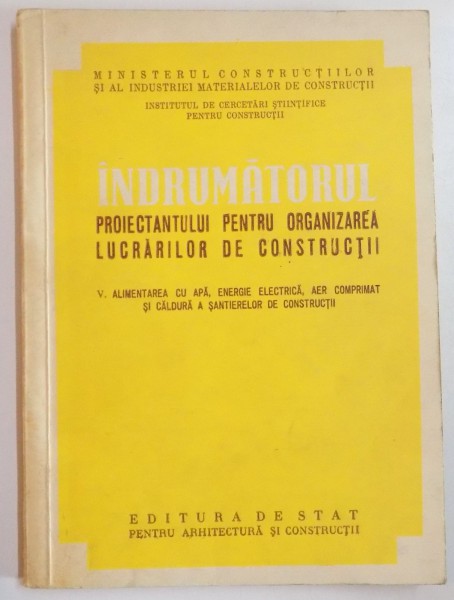 MINISTERUL CONSTRUCȚIILOR
ȘI AL INDUSTRIEI MATERIALELOR DE CONSTRUCȚII
INSTITUTUL DE CERCETĂRI ȘTIINȚIFICE
PENTRU CONSTRUCȚII
ÎNDRUMĂTORUL
PROIECTANTULUI PENTRU ORGANIZAREA
LUCRĂRILOR DE CONSTRUCȚII
V. ALIMENTAREA CU APĂ, ENERGIE ELECTRICĂ, AER COMPRIMAT
ȘI CĂLDURĂ A ȘANTIERELOR DE CONSTRUCȚII
EDITURA DE STAT
PENTRU ARHITECTURĂ ȘI CONSTRUCȚII